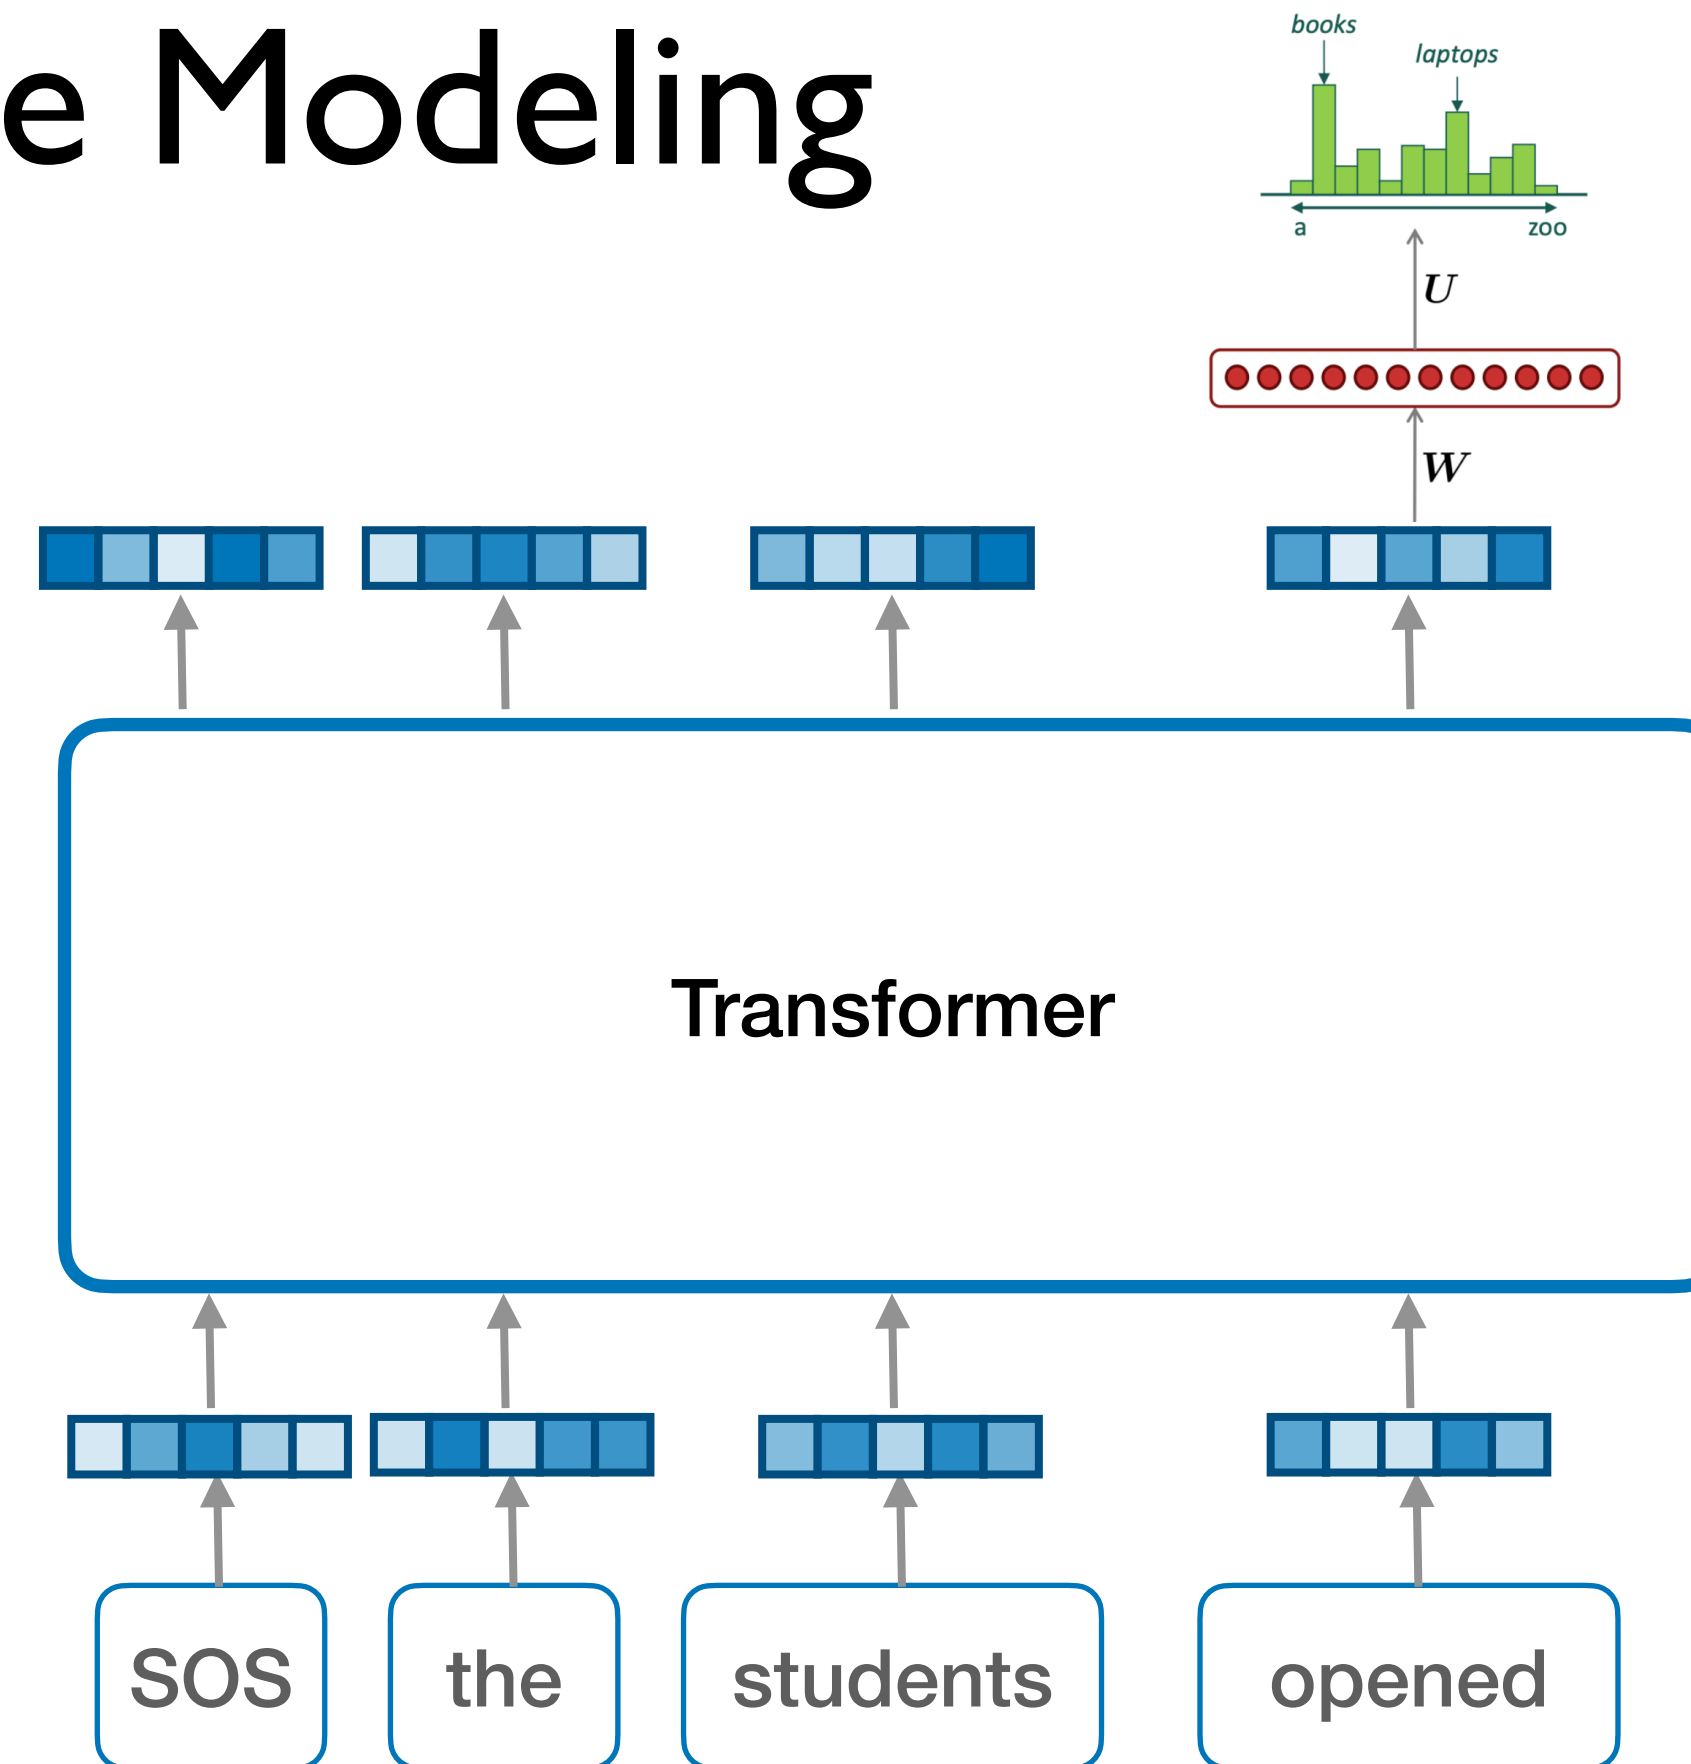 e Modeling
books
laptops
a zoo
U
W
Transformer
SOS the students opened